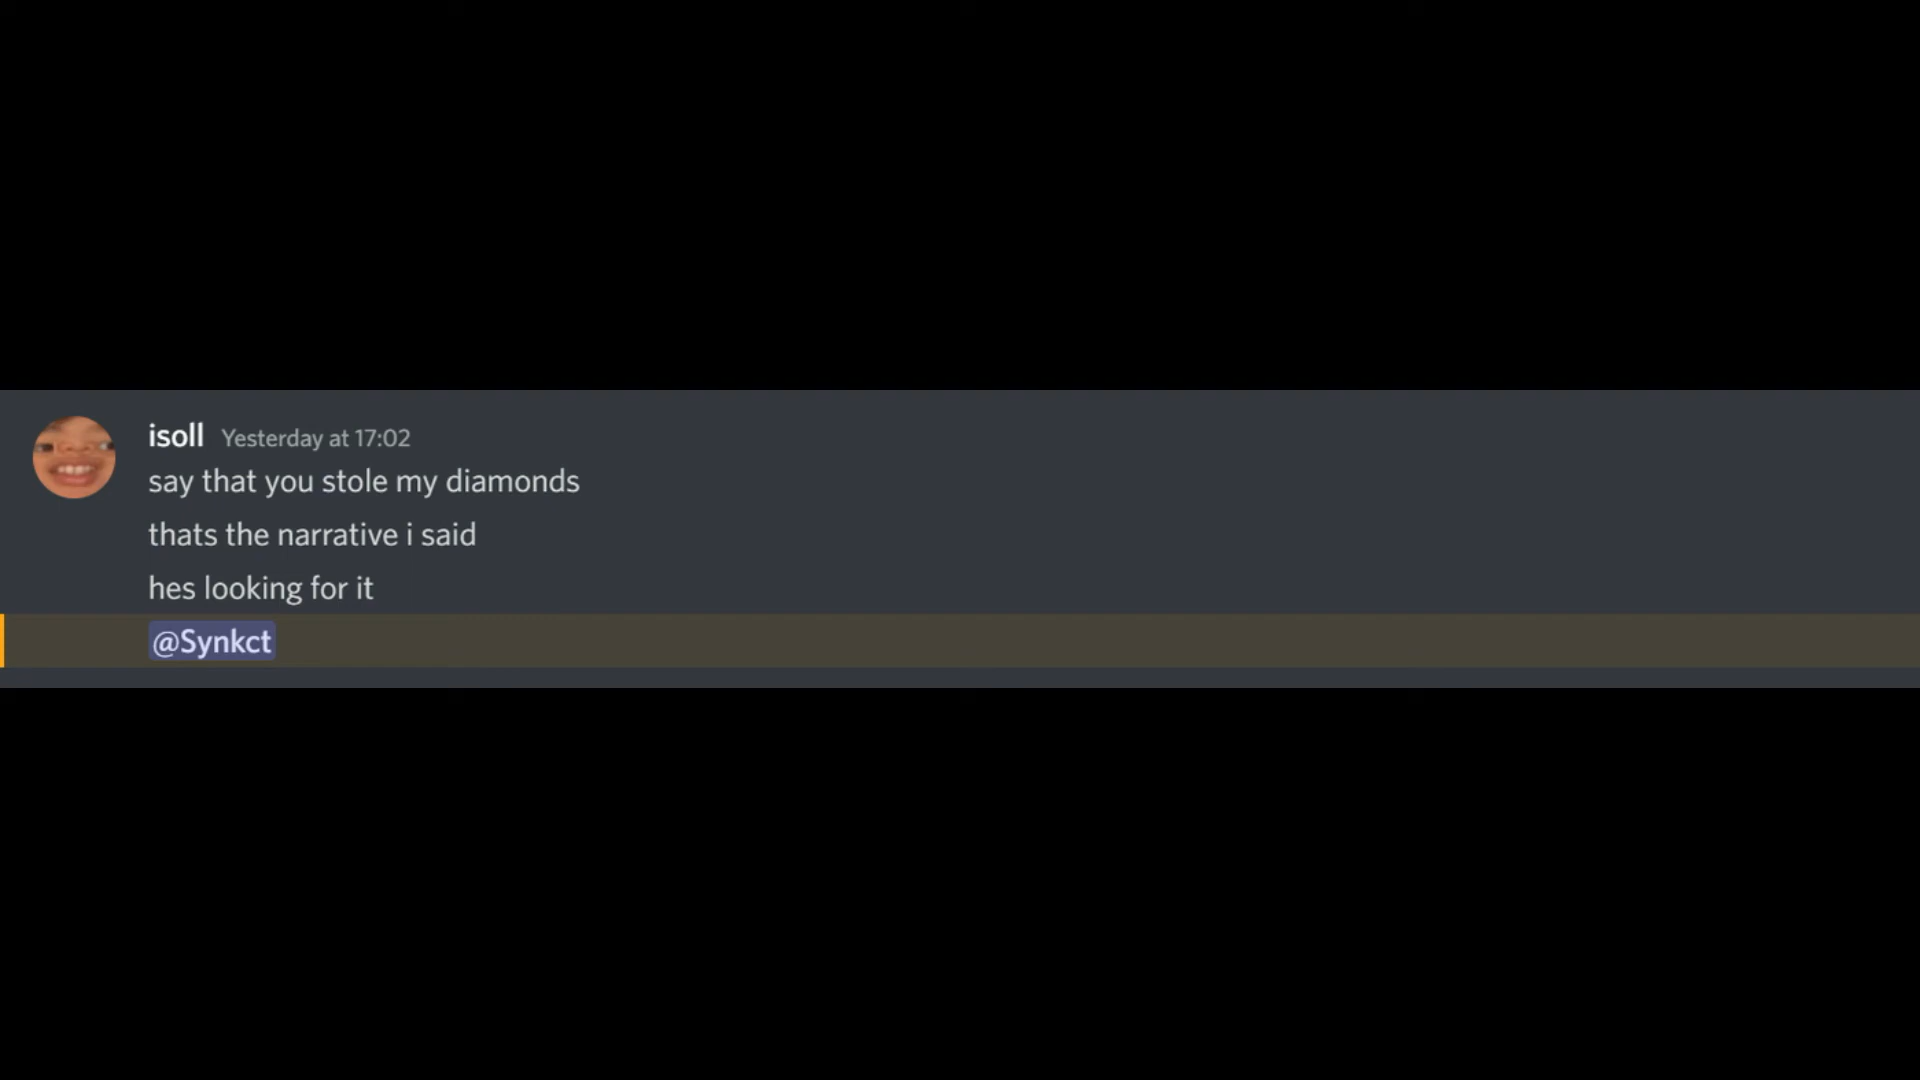 isoll Yesterday at 17:02
say that you stole my diamonds
thats the narrative i said
hes looking for it
@Synkct